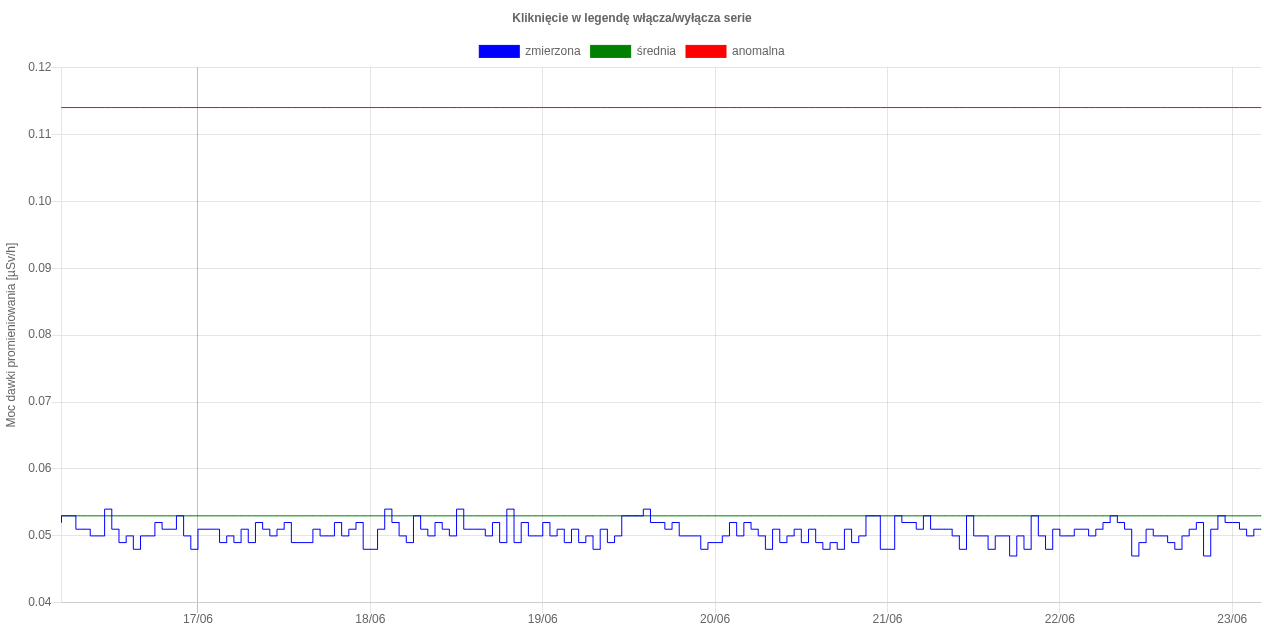 Kliknięcie w legendę włącza/wyłącza serie
zmierzona średnia anomalna
Moc dawki promieniowania [µSv/h]
0.12
0.11
0.10
0.09
0.08
0.07
0.06
0.05
0.04
17/06 18/06 19/06 20/06 21/06 22/06 23/06